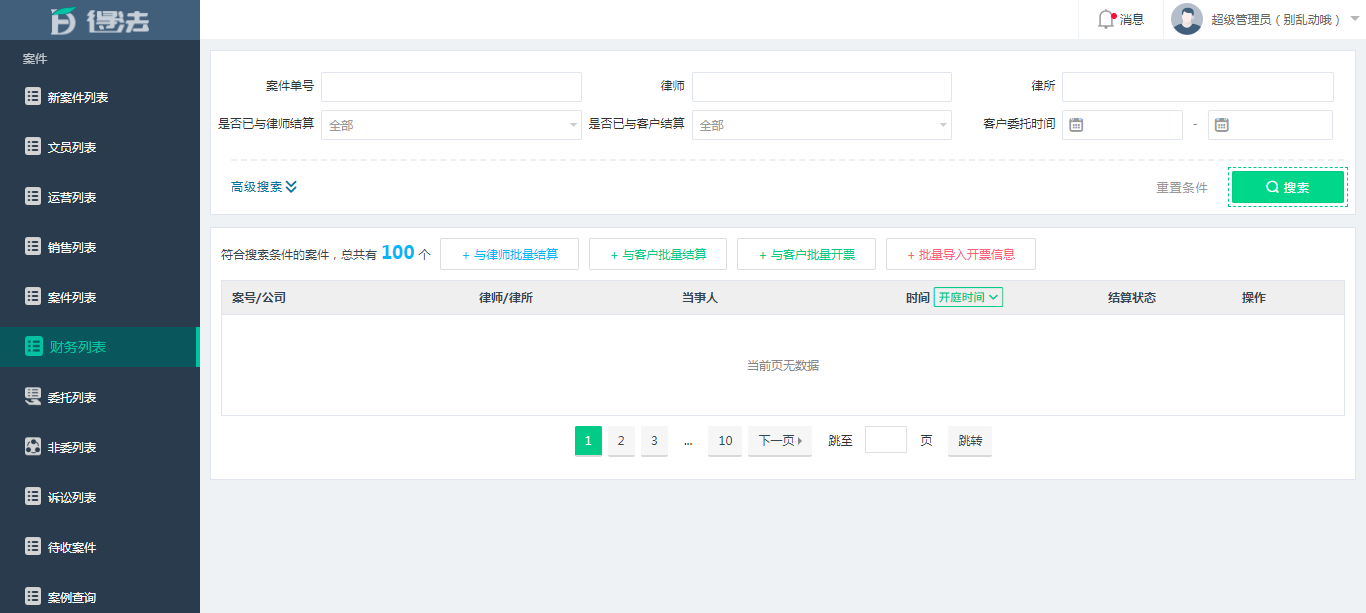 得法
消息
超级管理员（别乱动哦）
案件
新案件列表
文员列表
运营列表
销售列表
案件列表
财务列表
委托列表
非委列表
诉讼列表
待收案件
案例查询
案件单号
律师
律所
是否已与律师结算 全部
是否已与客户结算 全部
客户委托时间 -
高级搜索
重置条件
搜索
符合搜索条件的案件，总共有 100 个
+ 与律师批量结算
+ 与客户批量结算
+ 与客户批量开票
+ 批量导入开票信息
案号/公司 律师/律所 当事人 时间 开庭时间 结算状态 操作
当前页无数据
1 2 3 ... 10 下一页 跳至 页 跳转